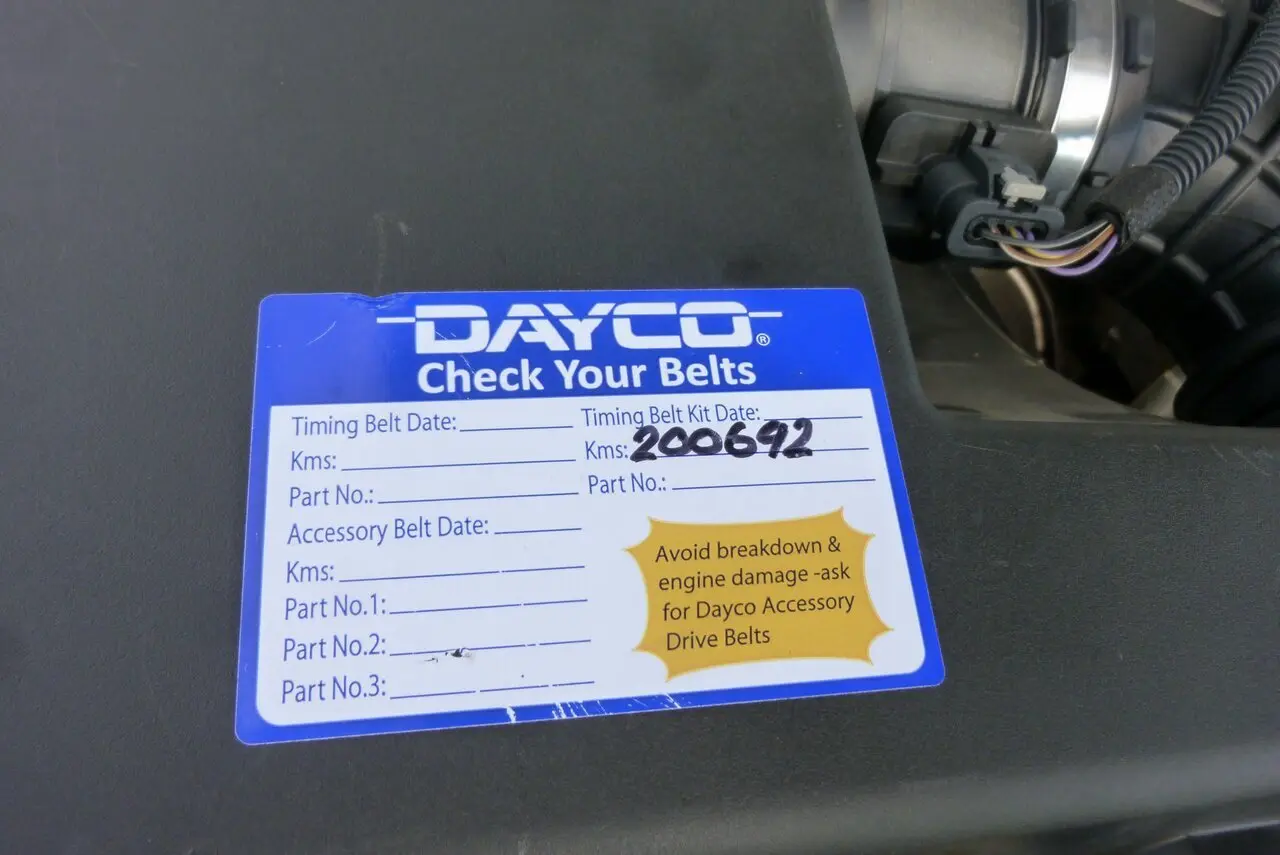 DAYCO®
Check Your Belts
Timing Belt Date:
Kms:
Part No.:
Timing Belt Kit Date:
Kms: 200692
Part No.:
Accessory Belt Date:
Kms:
Part No.1:
Part No.2:
Part No.3:
Avoid breakdown &
engine damage -ask
for Dayco Accessory
Drive Belts